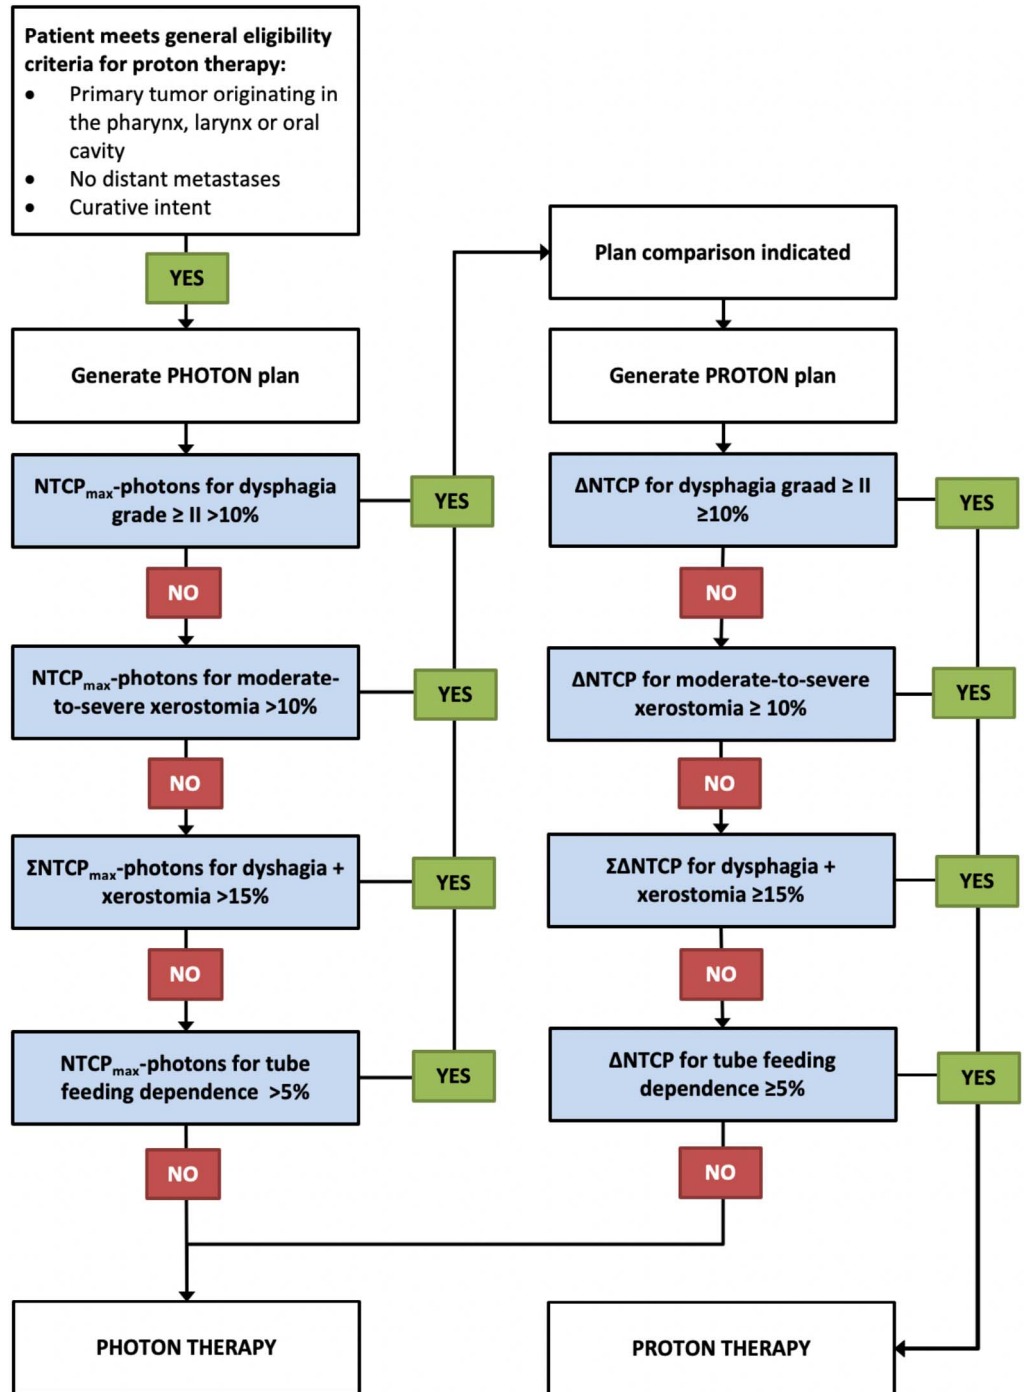 Patient meets general eligibility
criteria for proton therapy:
• Primary tumor originating in
the pharynx, larynx or oral
cavity
• No distant metastases
• Curative intent
YES
Generate PHOTON plan
NTCPmax-photons for dysphagia
grade ≥ II >10%
YES
NO
NTCPmax-photons for moderate-
to-severe xerostomia >10%
YES
NO
ΣNTCPmax-photons for dyshagia +
xerostomia >15%
YES
NO
NTCPmax-photons for tube
feeding dependence >5%
YES
NO
PHOTON THERAPY
Plan comparison indicated
Generate PROTON plan
ΔNTCP for dysphagia graad ≥ II
≥10%
YES
NO
ΔNTCP for moderate-to-severe
xerostomia ≥ 10%
YES
NO
ΣΔNTCP for dysphagia +
xerostomia ≥15%
YES
NO
ΔNTCP for tube feeding
dependence ≥5%
YES
NO
PROTON THERAPY